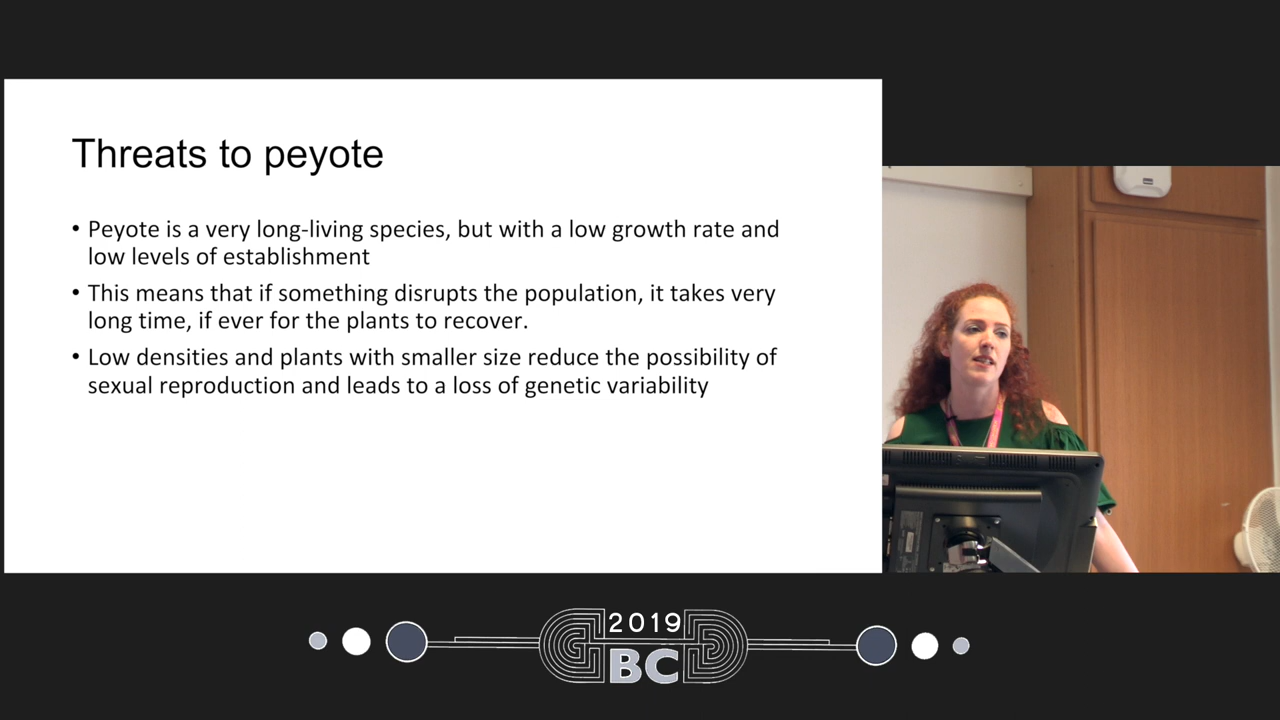 Threats to peyote
• Peyote is a very long-living species, but with a low growth rate and
low levels of establishment
• This means that if something disrupts the population, it takes very
long time, if ever for the plants to recover.
• Low densities and plants with smaller size reduce the possibility of
sexual reproduction and leads to a loss of genetic variability
2019
BC